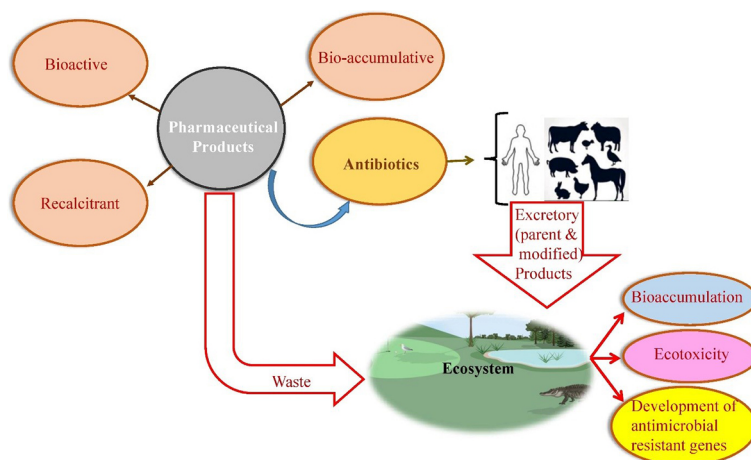 Bioactive
Bio-accumulative
Pharmaceutical
Products
Antibiotics
Recalcitrant
Excretory
(parent &
modified)
Products
Bioaccumulation
Ecosystem
Ecotoxicity
Waste
Development of
antimicrobial
resistant genes